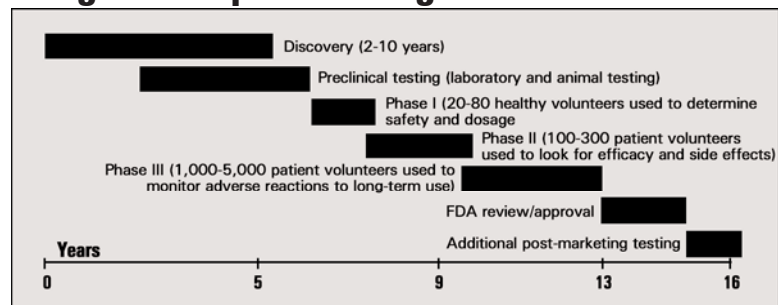 Discovery (2-10 years)
Preclinical testing (laboratory and animal testing)
Phase I (20-80 healthy volunteers used to determine
safety and dosage
Phase II (100-300 patient volunteers
used to look for efficacy and side effects)
Phase III (1,000-5,000 patient volunteers used to
monitor adverse reactions to long-term use)
FDA review/approval
Additional post-marketing testing
Years
0 5 9 13 16